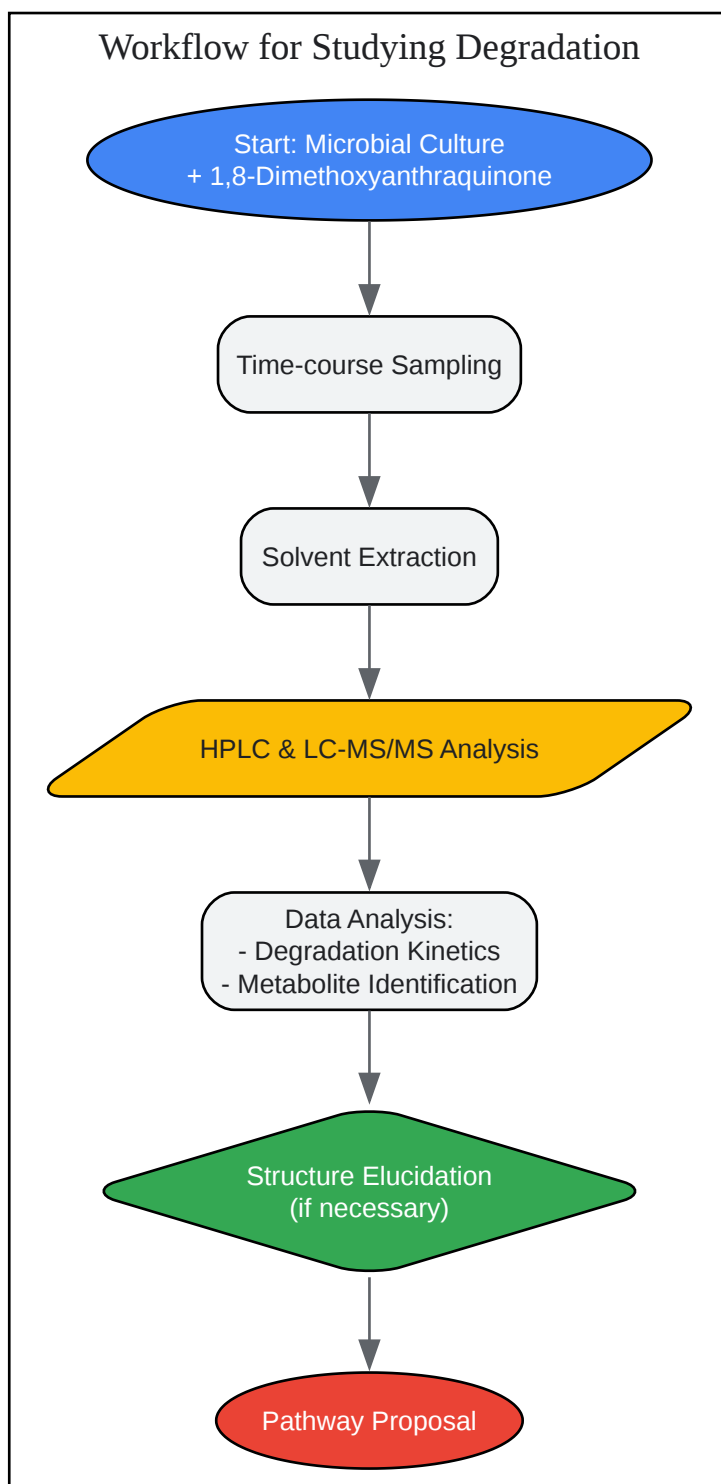 Workflow for Studying Degradation
Start: Microbial Culture
+ 1,8-Dimethoxyanthraquinone
Time-course Sampling
Solvent Extraction
HPLC & LC-MS/MS Analysis
Data Analysis:
- Degradation Kinetics
- Metabolite Identification
Structure Elucidation
(if necessary)
Pathway Proposal